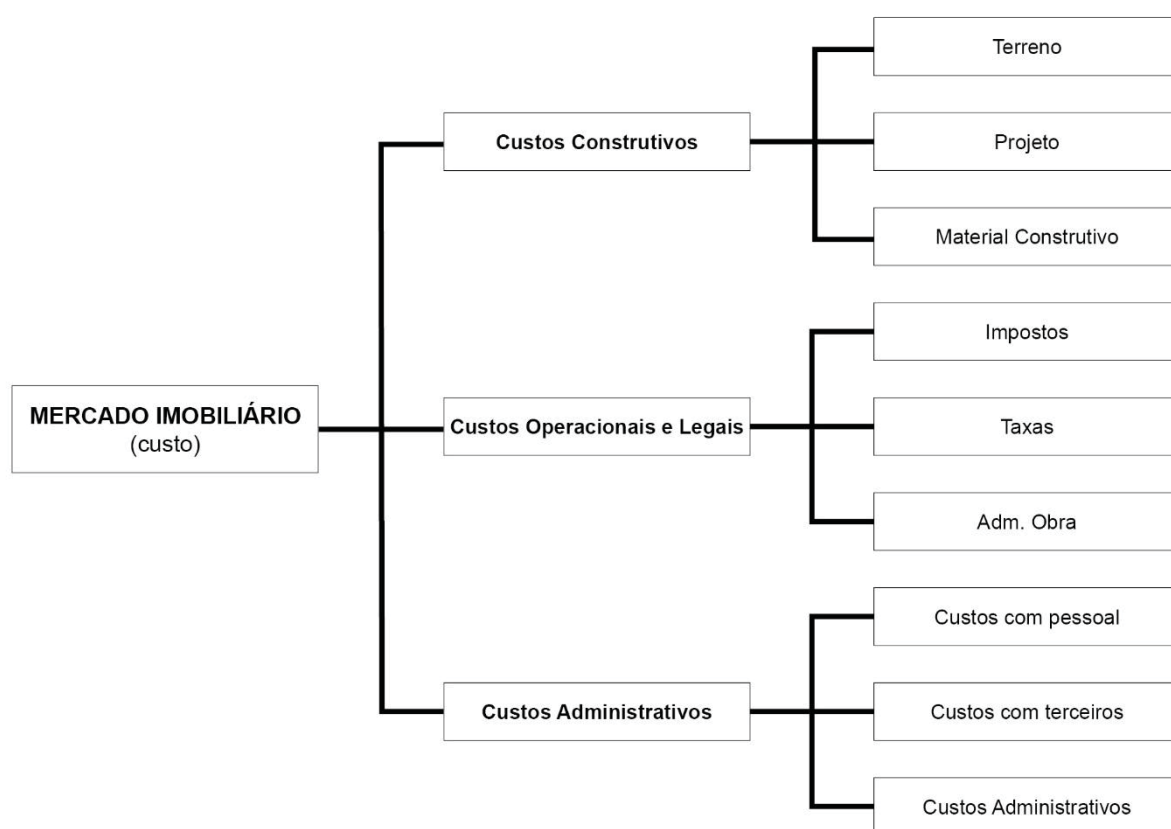 MERCADO IMOBILIÁRIO
(custo)
Custos Construtivos
Terreno
Projeto
Material Construtivo
Custos Operacionais e Legais
Impostos
Taxas
Adm. Obra
Custos Administrativos
Custos com pessoal
Custos com terceiros
Custos Administrativos